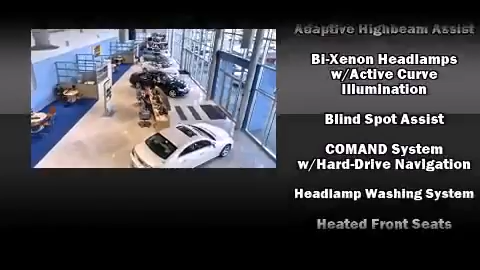 Adaptive Highbeam Assist
Bi-Xenon Headlamps
w/Active Curve
Illumination
Blind Spot Assist
COMAND System
w/Hard-Drive Navigation
Headlamp Washing System
Heated Front Seats